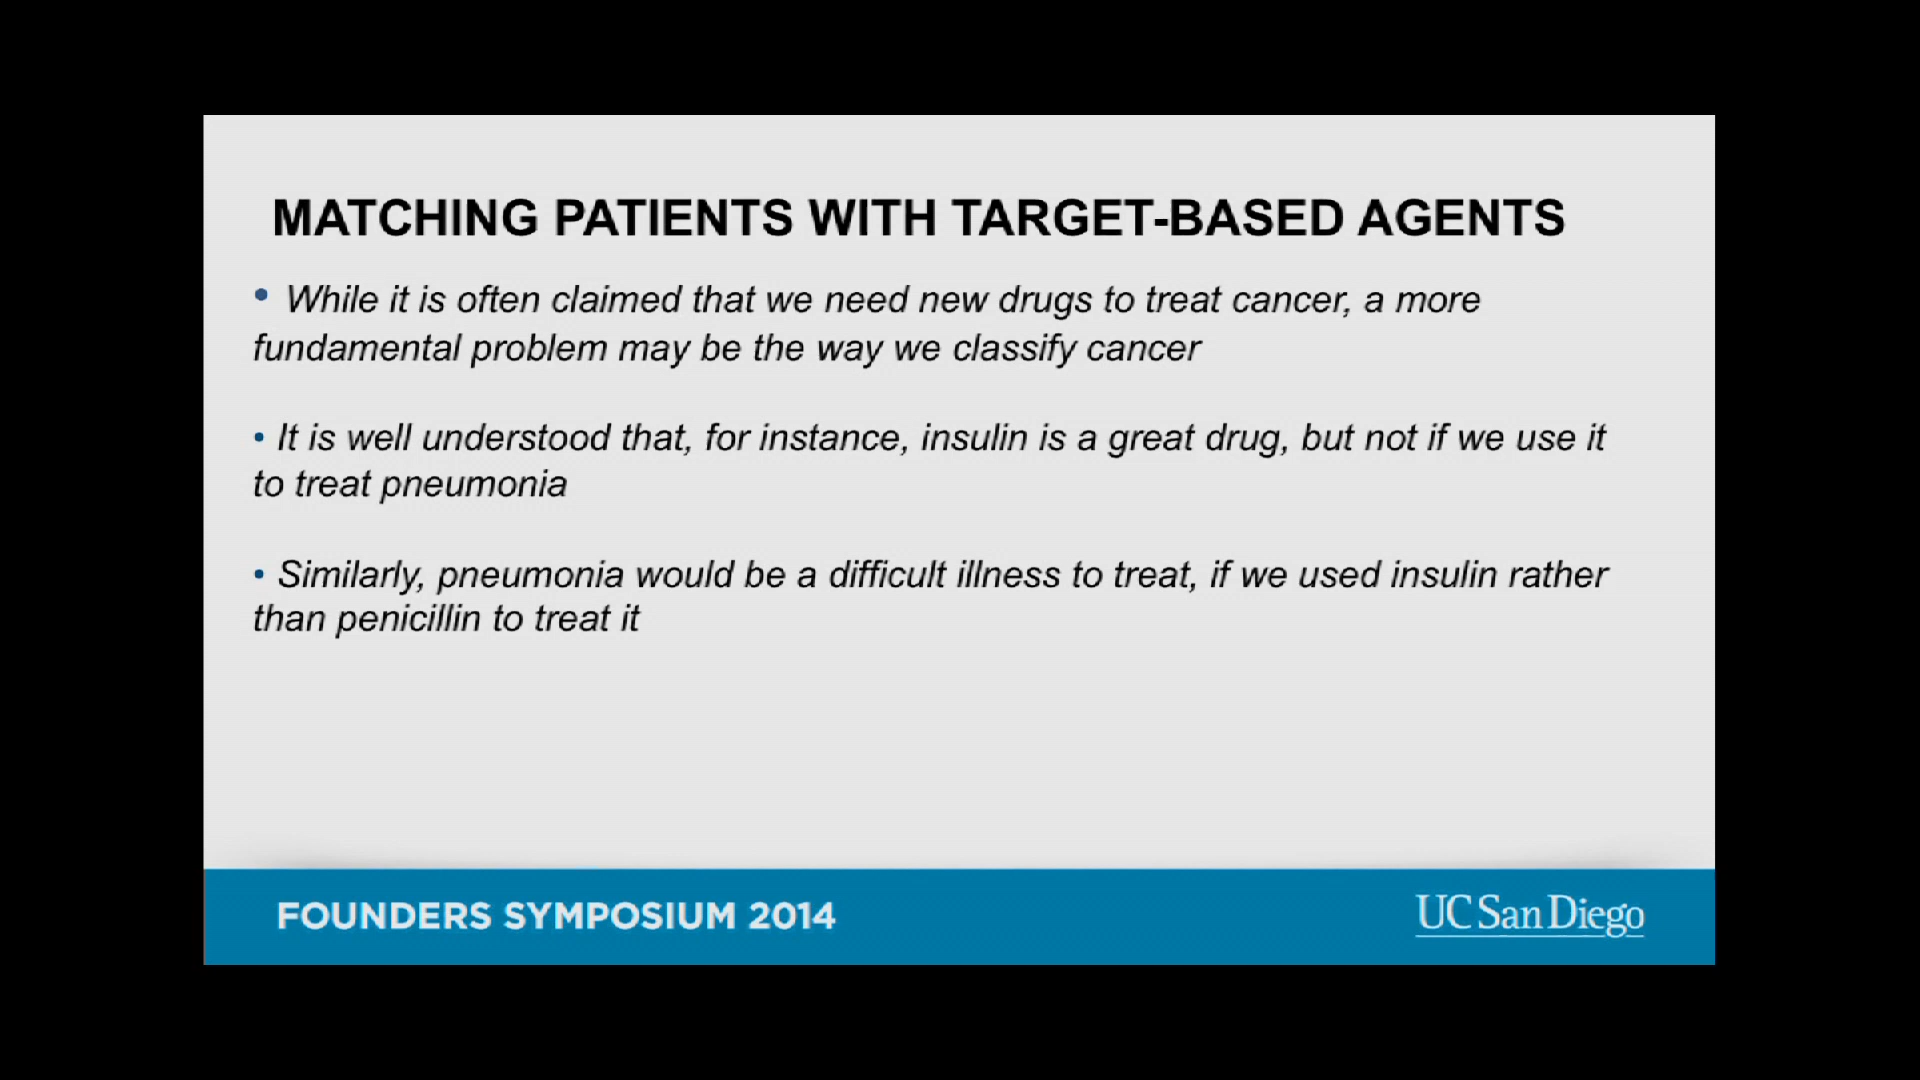 MATCHING PATIENTS WITH TARGET-BASED AGENTS
• While it is often claimed that we need new drugs to treat cancer, a more
fundamental problem may be the way we classify cancer
• It is well understood that, for instance, insulin is a great drug, but not if we use it
to treat pneumonia
• Similarly, pneumonia would be a difficult illness to treat, if we used insulin rather
than penicillin to treat it
FOUNDERS SYMPOSIUM 2014
UC San Diego